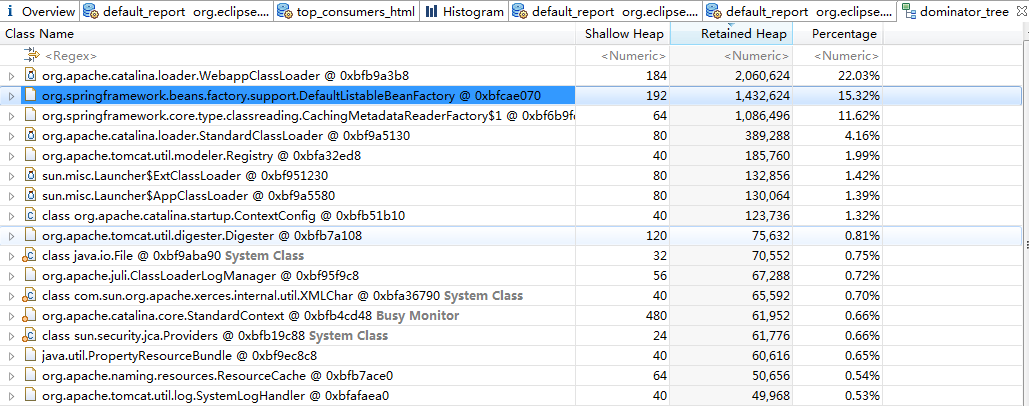 i Overview default_report org.eclipse.... top_consumers_html Histogram default_report org.eclipse.... default_report org.eclipse.... dominator_tree
Class Name Shallow Heap Retained Heap Percentage
<Regex> <Numeric> <Numeric> <Numeric>
org.apache.catalina.loader.WebappClassLoader @ 0xbfb9a3b8 184 2,060,624 22.03%
org.springframework.beans.factory.support.DefaultListableBeanFactory @ 0xbfcae070 192 1,432,624 15.32%
org.springframework.core.type.classreading.CachingMetadataReaderFactory$1 @ 0xbf6b9f 64 1,086,496 11.62%
org.apache.catalina.loader.StandardClassLoader @ 0xbf9a5130 80 389,288 4.16%
org.apache.tomcat.util.modeler.Registry @ 0xbfa32ed8 40 185,760 1.99%
sun.misc.Launcher$ExtClassLoader @ 0xbf951230 80 132,856 1.42%
sun.misc.Launcher$AppClassLoader @ 0xbf9a5580 80 130,064 1.39%
class org.apache.catalina.startup.ContextConfig @ 0xbfb51b10 40 123,736 1.32%
org.apache.tomcat.util.digester.Digester @ 0xbfb7a108 120 75,632 0.81%
class java.io.File @ 0xbf9aba90 System Class 32 70,552 0.75%
org.apache.juli.ClassLoaderLogManager @ 0xbf95f9c8 56 67,288 0.72%
class com.sun.org.apache.xerces.internal.util.XMLChar @ 0xbfa36790 System Class 40 65,592 0.70%
org.apache.catalina.core.StandardContext @ 0xbfb4cd48 Busy Monitor 480 61,952 0.66%
class sun.security.jca.Providers @ 0xbfb19c88 System Class 24 61,776 0.66%
java.util.PropertyResourceBundle @ 0xbf9ec8c8 40 60,616 0.65%
org.apache.naming.resources.ResourceCache @ 0xbfb7ace0 64 50,656 0.54%
org.apache.tomcat.util.log.SystemLogHandler @ 0xbfafaea0 40 49,968 0.53%